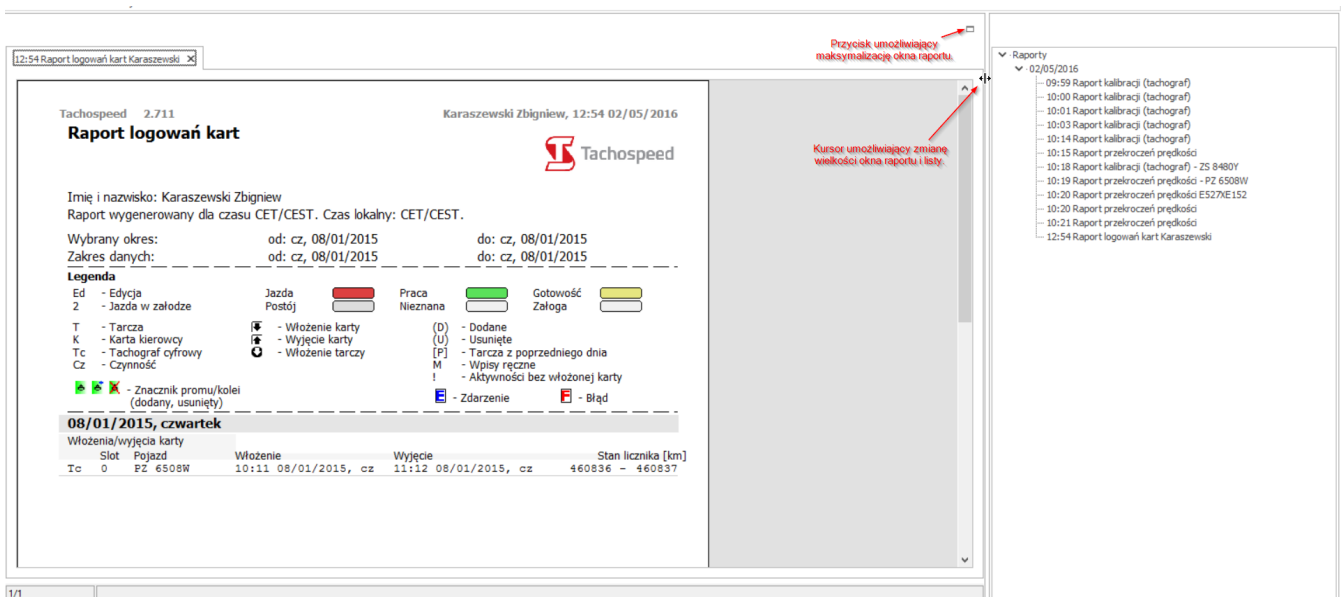 Przycisk umożliwiający
maksymalizację okna raportu.
12:54 Raport logowań kart Karaszewski
Tachospeed 2.711
Karaszewski Zbigniew, 12:54 02/05/2016
Raport logowań kart
Tachospeed
Kursor umożliwiający zmianę
wielkości okna raportu i listy.
Imię i nazwisko: Karaszewski Zbigniew
Raport wygenerowany dla czasu CET/CEST. Czas lokalny: CET/CEST.
Wybrany okres: od: cz, 08/01/2015 do: cz, 08/01/2015
Zakres danych: od: cz, 08/01/2015 do: cz, 08/01/2015
Legenda
Ed - Edycja Jazda Praca Gotowość
2 - Jazda w załodze Postój Nieznana Załoga
T - Tarcza - Włożenie karty (D) - Dodane
K - Karta kierowcy - Wyjęcie karty (U) - Usunięte
Tc - Tachograf cyfrowy - Włożenie tarczy [P] - Tarcza z poprzedniego dnia
Cz - Czynność M - Wpisy ręczne
! - Aktywności bez włożonej karty
- Znacznik promu/kolei
(dodany, usunięty)
E - Zdarzenie F - Błąd
08/01/2015, czwartek
Włożenia/wyjęcia karty
Slot Pojazd Włożenie Wyjęcie Stan licznika [km]
Tc 0 PZ 6508W 10:11 08/01/2015, cz 11:12 08/01/2015, cz 460836 - 460837
1/1
Raporty
02/05/2016
09:59 Raport kalibracji (tachograf)
10:00 Raport kalibracji (tachograf)
10:01 Raport kalibracji (tachograf)
10:03 Raport kalibracji (tachograf)
10:14 Raport kalibracji (tachograf)
10:15 Raport przekroczeń prędkości
10:18 Raport kalibracji (tachograf) - ZS 8480Y
10:19 Raport przekroczeń prędkości - PZ 6508W
10:20 Raport przekroczeń prędkości E527XE152
10:20 Raport przekroczeń prędkości
10:21 Raport przekroczeń prędkości
12:54 Raport logowań kart Karaszewski